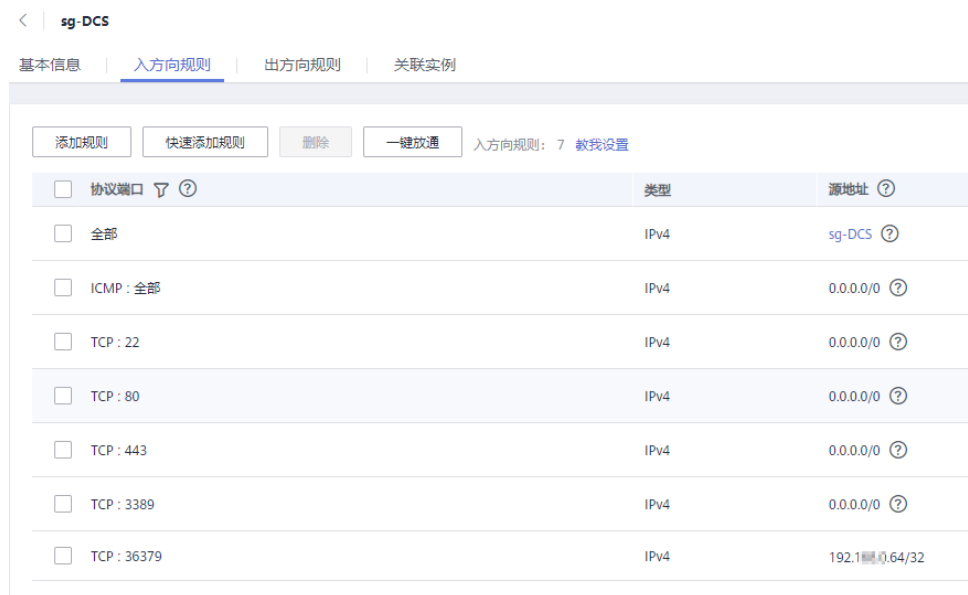 sg-DCS
基本信息 入方向规则 出方向规则 关联实例
添加规则 快速添加规则 删除 一键放通 入方向规则: 7 教我设置
协议端口 类型 源地址
全部 IPv4 sg-DCS
ICMP : 全部 IPv4 0.0.0.0/0
TCP : 22 IPv4 0.0.0.0/0
TCP : 80 IPv4 0.0.0.0/0
TCP : 443 IPv4 0.0.0.0/0
TCP : 3389 IPv4 0.0.0.0/0
TCP : 36379 IPv4 192.1 .0.64/32